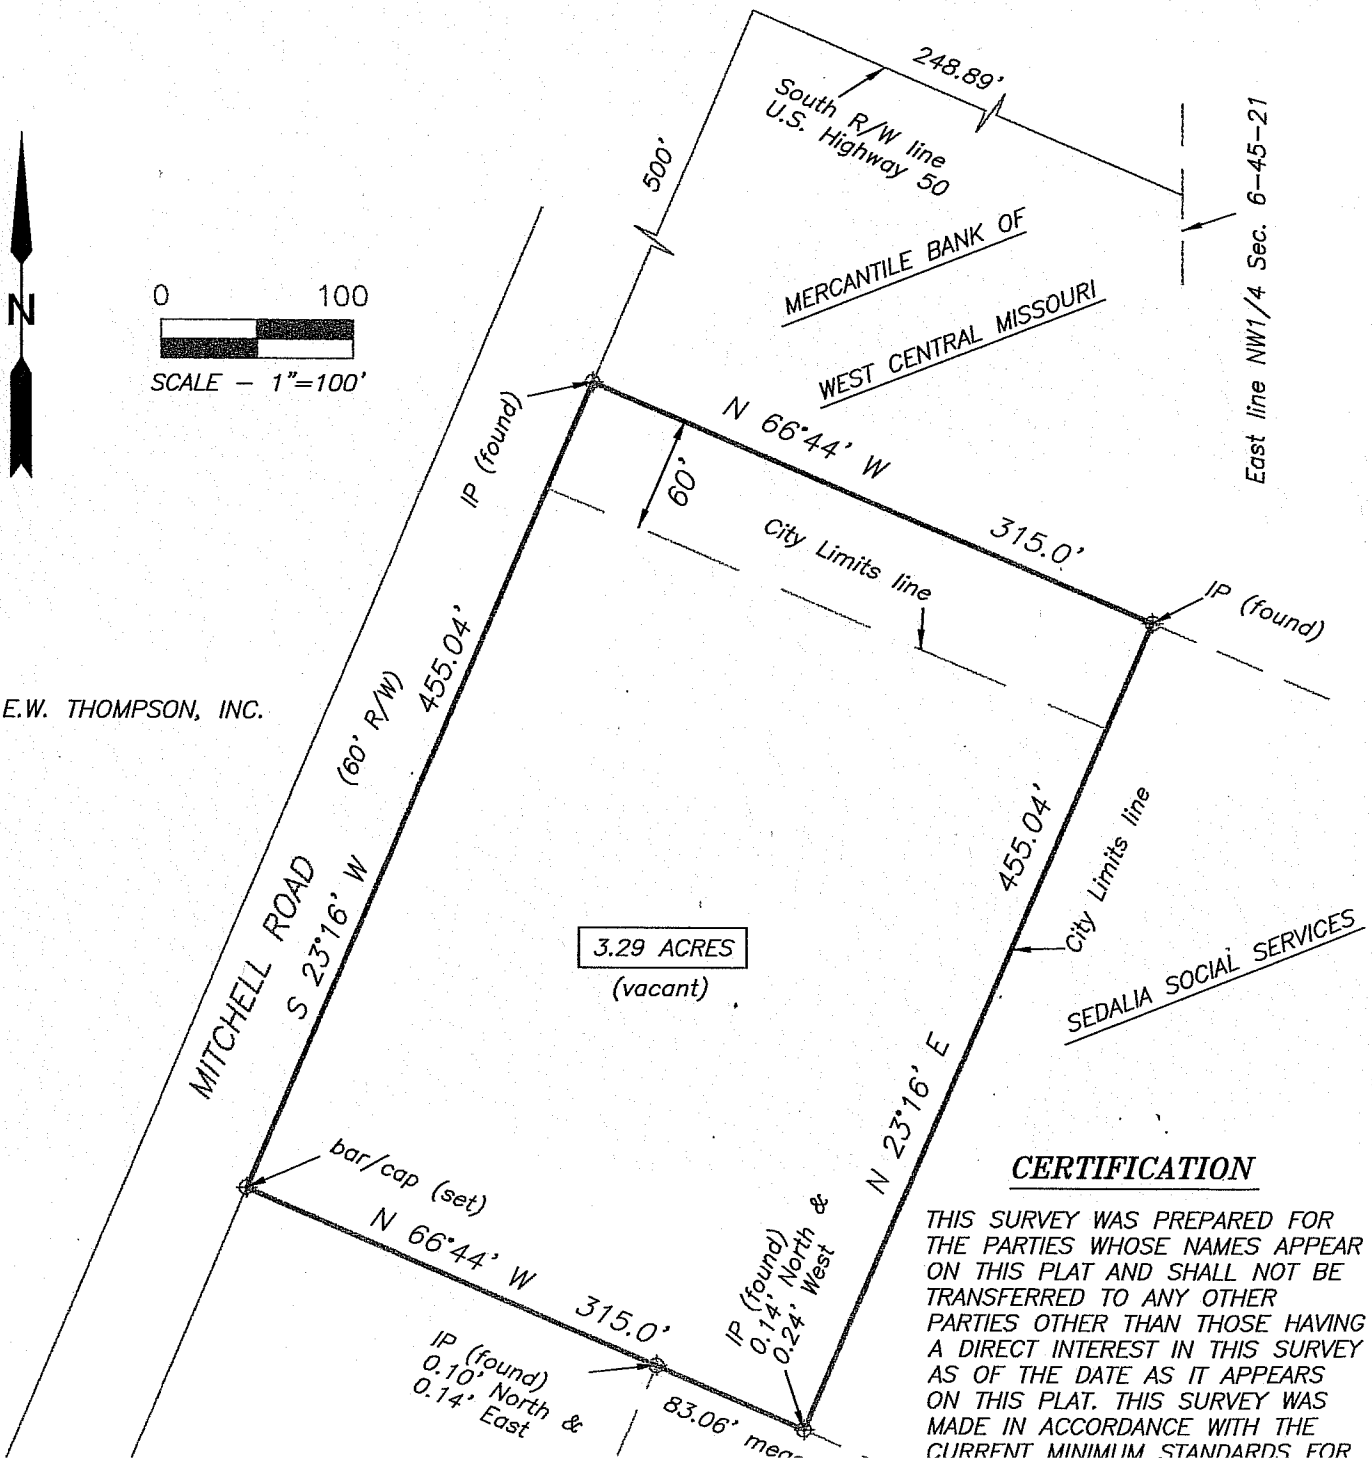 248.89'
South R/W line
U.S. Highway 50
500'
East line NW1/4 Sec. 6-45-21
MERCANTILE BANK OF
WEST CENTRAL MISSOURI
N
0 100
SCALE - 1"=100'
IP (found)
N 66°44' W
315.0'
60'
City Limits line
IP (found)
E.W. THOMPSON, INC.
(60' R/W)
455.04'
MITCHELL ROAD
S 23°16' W
455.04'
City Limits line
3.29 ACRES
(vacant)
SEDALIA SOCIAL SERVICES
N 23°16' E
bar/cap (set)
N 66°44' W
315.0'
IP (found)
0.14' North &
0.24' West
IP (found)
0.10' North &
0.14' East
83.06'
CERTIFICATION
THIS SURVEY WAS PREPARED FOR
THE PARTIES WHOSE NAMES APPEAR
ON THIS PLAT AND SHALL NOT BE
TRANSFERRED TO ANY OTHER
PARTIES OTHER THAN THOSE HAVING
A DIRECT INTEREST IN THIS SURVEY
AS OF THE DATE AS IT APPEARS
ON THIS PLAT. THIS SURVEY WAS
MADE IN ACCORDANCE WITH THE
CURRENT MINIMUM STANDARDS FOR